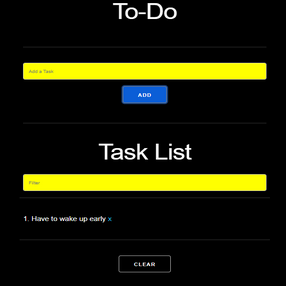 To-Do
Add a Task
ADD
Task List
Filter
1. Have to wake up early x
CLEAR